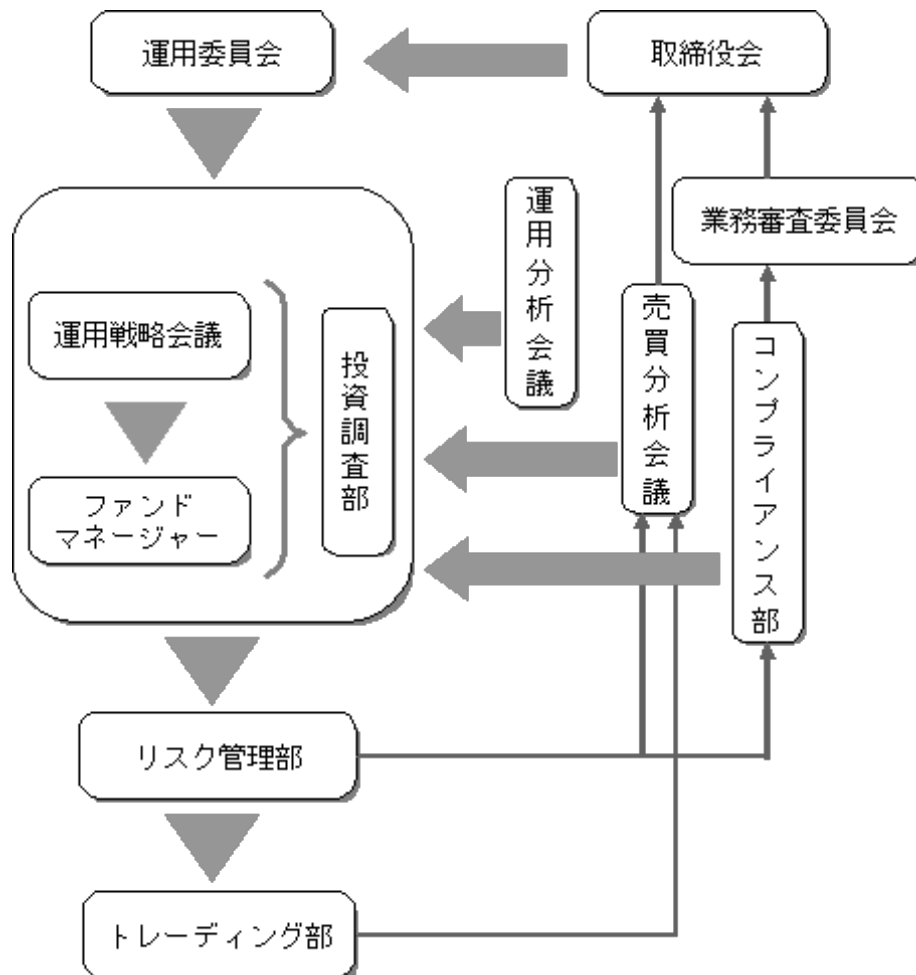 運用委員会
取締役会
運用分析会議
業務審査委員会
売買分析会議
コンプライアンス部
運用戦略会議
投資調査部
ファンド
マネージャー
リスク管理部
トレーディング部